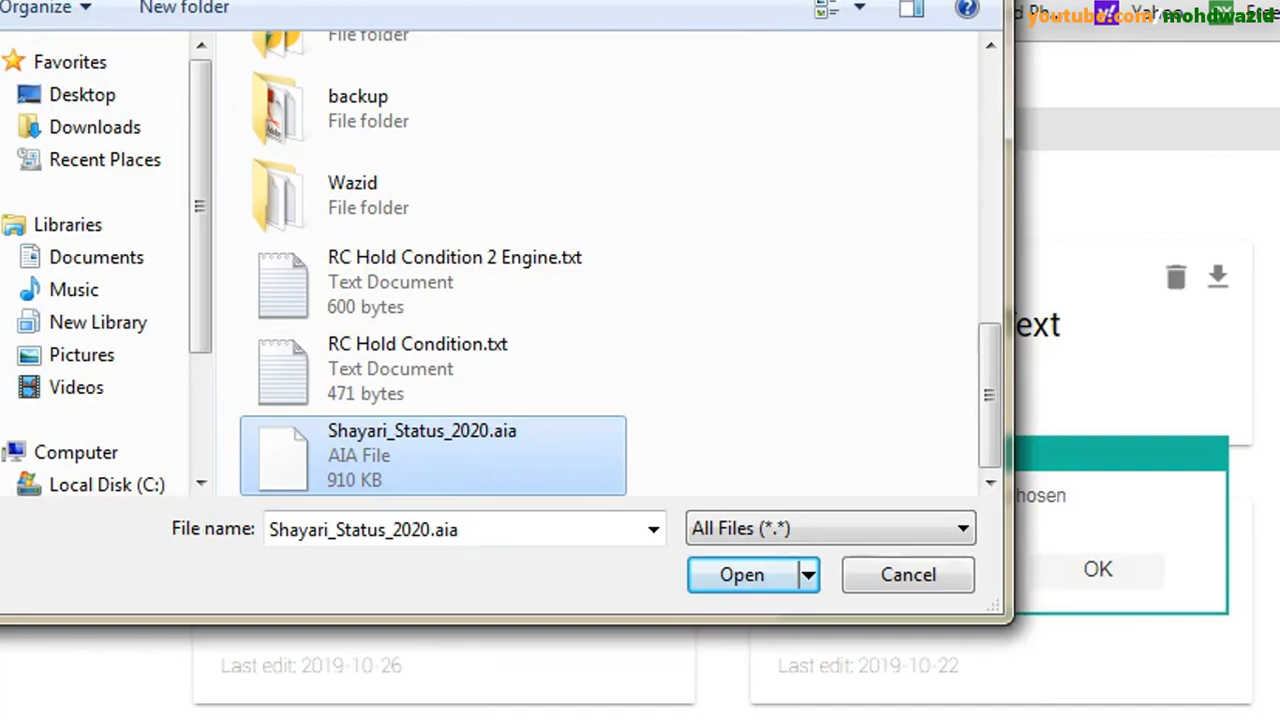 Organize
New folder
youtube.com/mohdwazid
Yahoo
File folder
Favorites
Desktop
Downloads
Recent Places
Libraries
Documents
Music
New Library
Pictures
Videos
Computer
Local Disk (C:)
backup
File folder
Wazid
File folder
RC Hold Condition 2 Engine.txt
Text Document
600 bytes
RC Hold Condition.txt
Text Document
471 bytes
Shayari_Status_2020.aia
AIA File
910 KB
File name: Shayari_Status_2020.aia
All Files (*.*)
Open
Cancel
OK
Last edit: 2019-10-26
Last edit: 2019-10-22